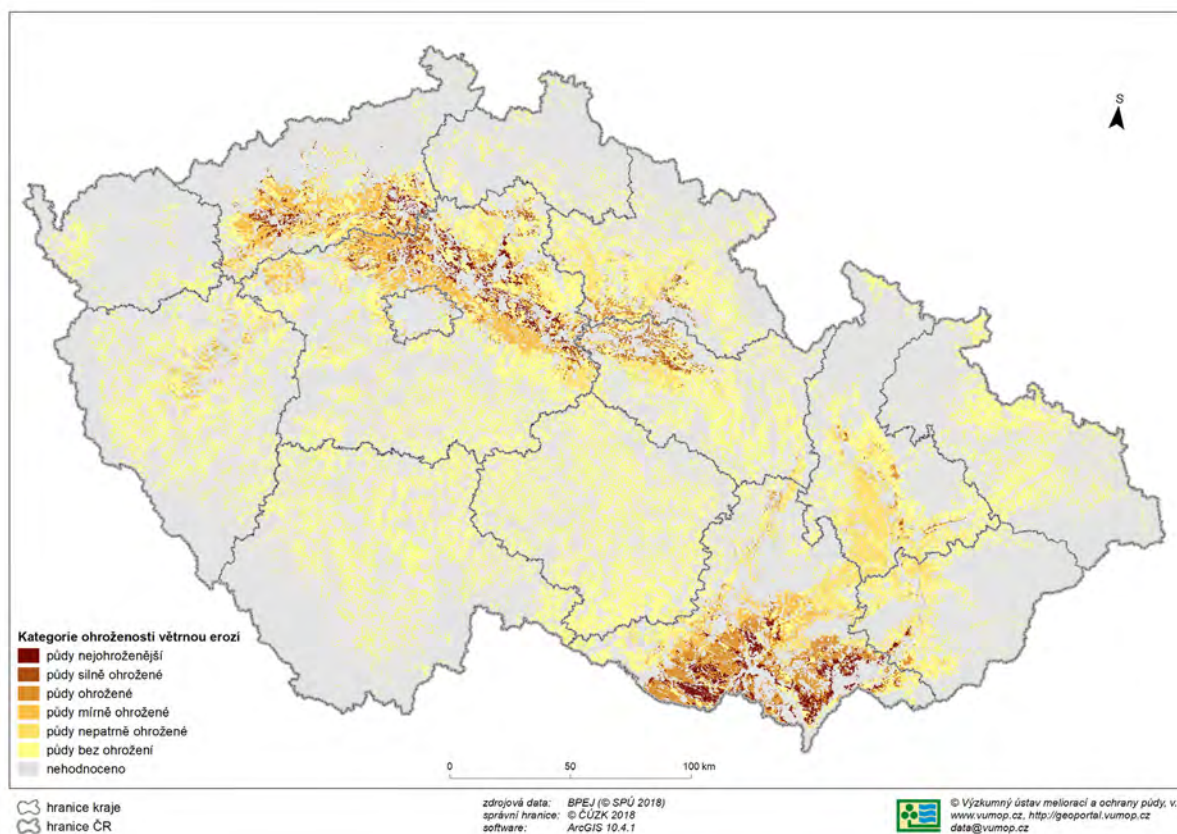 S
Kategorie ohroženosti větrnou erozí
půdy nejohroženější
půdy silně ohrožené
půdy ohrožené
půdy mírně ohrožené
půdy nepatrně ohrožené
půdy bez ohrožení
nehodnoceno
0 50 100 km
hranice kraje
hranice ČR
zdrojová data: BPEJ (© SPÚ 2018)
správní hranice: © ČÚZK 2018
software: ArcGIS 10.4.1
© Výzkumný ústav meliorací a ochrany půdy, v.
www.vumop.cz, http://geoportal.vumop.cz
data@vumop.cz